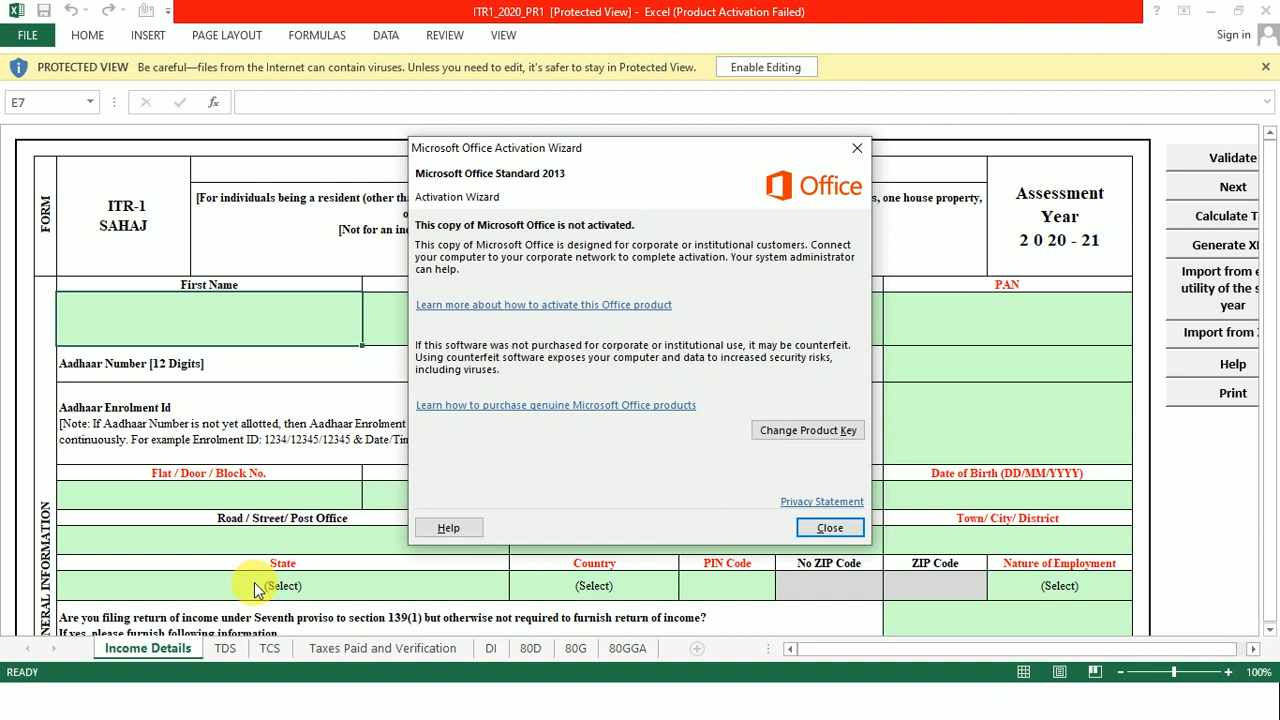 ITR1_2020_PR1 [Protected View] - Excel (Product Activation Failed)
FILE HOME INSERT PAGE LAYOUT FORMULAS DATA REVIEW VIEW Sign in
PROTECTED VIEW Be careful—files from the Internet can contain viruses. Unless you need to edit, it's safer to stay in Protected View. Enable Editing
E7
FORM
ITR-1
SAHAJ
[For individuals being a resident (other tha
s, one house property,
[Not for an in
Assessment
Year
2 0 20 - 21
Validate
Next
Calculate T
Generate X
Import from e
utility of the s
year
Import from
Help
Print
Microsoft Office Activation Wizard
Microsoft Office Standard 2013
Activation Wizard
Office
This copy of Microsoft Office is not activated.
This copy of Microsoft Office is designed for corporate or institutional customers. Connect
your computer to your corporate network to complete activation. Your system administrator
can help.
Learn more about how to activate this Office product
If this software was not purchased for corporate or institutional use, it may be counterfeit.
Using counterfeit software exposes your computer and data to increased security risks,
including viruses.
Learn how to purchase genuine Microsoft Office products
Change Product Key
Privacy Statement
Help Close
First Name PAN
Aadhaar Number [12 Digits]
Aadhaar Enrolment Id
[Note: If Aadhaar Number is not yet allotted, then Aadhaar Enrolment
continuously. For example Enrolment ID: 1234/12345/12345 & Date/Tim
Flat / Door / Block No. Date of Birth (DD/MM/YYYY)
Road / Street/ Post Office Town/ City/ District
State Country PIN Code No ZIP Code ZIP Code Nature of Employment
(Select) (Select) (Select)
GENERAL INFORMATION
Are you filing return of income under Seventh proviso to section 139(1) but otherwise not required to furnish return of income?
If yes, please furnish following information
Income Details TDS TCS Taxes Paid and Verification DI 80D 80G 80GGA
READY 100%